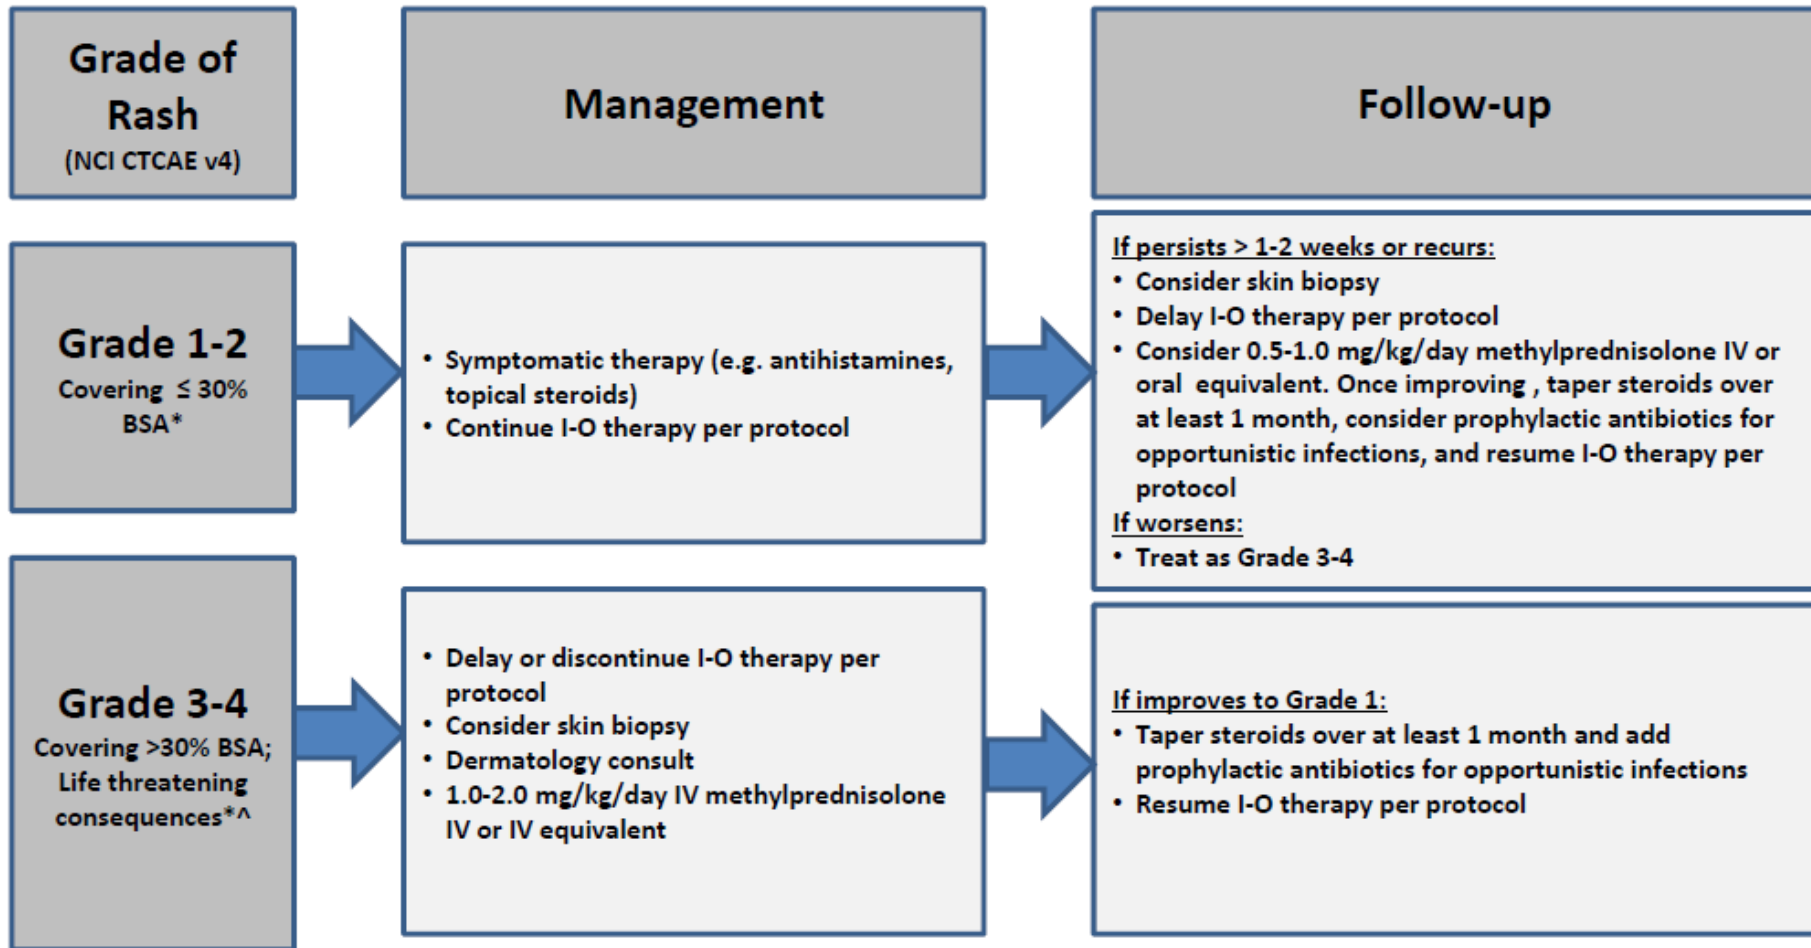 Grade of
Rash
(NCI CTCAE v4)
Management
Follow-up
Grade 1-2
Covering ≤ 30%
BSA*
• Symptomatic therapy (e.g. antihistamines,
topical steroids)
• Continue I-O therapy per protocol
If persists > 1-2 weeks or recurs:
• Consider skin biopsy
• Delay I-O therapy per protocol
• Consider 0.5-1.0 mg/kg/day methylprednisolone IV or
oral equivalent. Once improving , taper steroids over
at least 1 month, consider prophylactic antibiotics for
opportunistic infections, and resume I-O therapy per
protocol
If worsens:
• Treat as Grade 3-4
Grade 3-4
Covering >30% BSA;
Life threatening
consequences*^
• Delay or discontinue I-O therapy per
protocol
• Consider skin biopsy
• Dermatology consult
• 1.0-2.0 mg/kg/day IV methylprednisolone
IV or IV equivalent
If improves to Grade 1:
• Taper steroids over at least 1 month and add
prophylactic antibiotics for opportunistic infections
• Resume I-O therapy per protocol